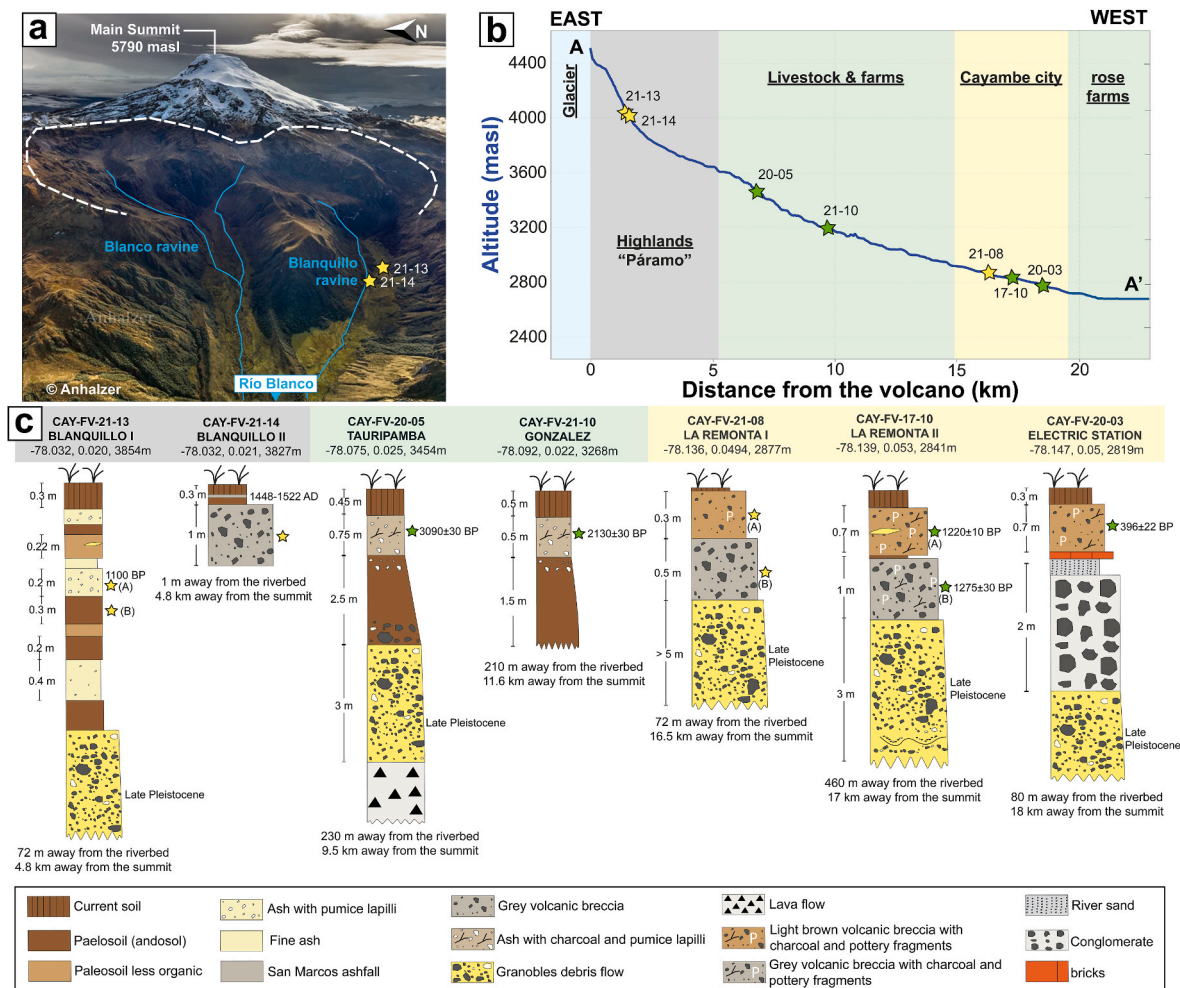 a
Main Summit
5790 masl
N
Blanco ravine
Blanquillo
ravine
21-13
21-14
Anhalzer
© Anhalzer
Río Blanco
b
EAST
WEST
A
Glacier
Livestock & farms
Cayambe city
rose
farms
21-13
21-14
20-05
21-10
Highlands
“Páramo”
21-08
20-03
17-10
A’
Altitude (masl)
4400
4000
3600
3200
2800
2400
0
5
10
15
20
Distance from the volcano (km)
c
CAY-FV-21-13
BLANQUILLO I
-78.032, 0.020, 3854m
0.3 m
0.22 m
0.2 m
1100 BP
(A)
0.3 m
(B)
0.2 m
0.4 m
Late Pleistocene
72 m away from the riverbed
4.8 km away from the summit
CAY-FV-21-14
BLANQUILLO II
-78.032, 0.021, 3827m
0.3 m
1448-1522 AD
1 m
1 m away from the riverbed
4.8 km away from the summit
CAY-FV-20-05
TAURIPAMBA
-78.075, 0.025, 3454m
0.45 m
0.75 m
3090±30 BP
2.5 m
3 m
Late Pleistocene
230 m away from the riverbed
9.5 km away from the summit
CAY-FV-21-10
GONZALEZ
-78.092, 0.022, 3268m
0.5 m
0.5 m
2130±30 BP
1.5 m
210 m away from the riverbed
11.6 km away from the summit
CAY-FV-21-08
LA REMONTA I
-78.136, 0.0494, 2877m
0.3 m
P
(A)
0.5 m
P
(B)
P
> 5 m
Late
Pleistocene
72 m away from the riverbed
16.5 km away from the summit
CAY-FV-17-10
LA REMONTA II
-78.139, 0.053, 2841m
0.7 m
P
1220±10 BP
(A)
P
P
1 m
P
1275±30 BP
(B)
P
3 m
Late
Pleistocene
460 m away from the riverbed
17 km away from the summit
CAY-FV-20-03
ELECTRIC STATION
-78.147, 0.05, 2819m
0.3 m
0.7 m
P
396±22 BP
P
2 m
Late
Pleistocene
80 m away from the riverbed
18 km away from the summit
Current soil
Paelosoil (andosol)
Paleosoil less organic
Ash with pumice lapilli
Fine ash
San Marcos ashfall
Grey volcanic breccia
Ash with charcoal and pumice lapilli
Granobles debris flow
Lava flow
P
Light brown volcanic breccia with
charcoal and pottery fragments
P
Grey volcanic breccia with charcoal and
pottery fragments
River sand
Conglomerate
bricks